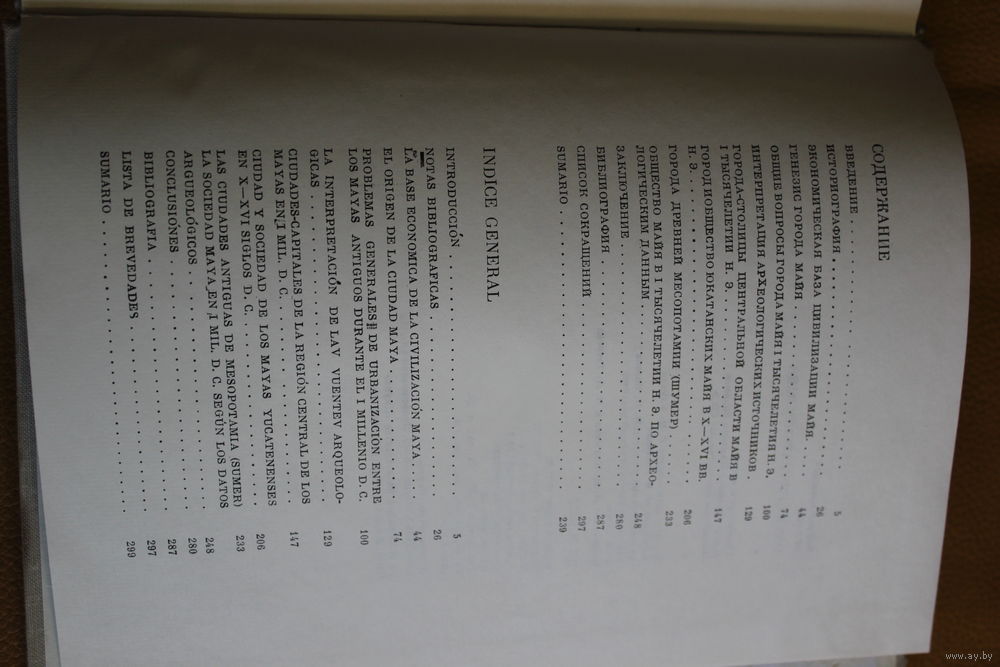 СОДЕРЖАНИЕ
ВВЕДЕНИЕ . . . . . . . . . . . . . . . . 5
ИСТОРИОГРАФИЯ . . . . . . . . . . . . . . 26
ЭКОНОМИЧЕСКАЯ БАЗА ЦИВИЛИЗАЦИИ МАЙЯ. . . . 44
ГЕНЕЗИС ГОРОДА МАЙЯ . . . . . . . . . . . 74
ОБЩИЕ ВОПРОСЫ ГОРОДА МАЙЯ I ТЫСЯЧЕЛЕТИЯ Н. Э. 100
ИНТЕРПРЕТАЦИЯ АРХЕОЛОГИЧЕСКИХ ИСТОЧНИКОВ . 129
ГОРОДА-СТОЛИЦЫ ЦЕНТРАЛЬНОЙ ОБЛАСТИ МАЙЯ В
I ТЫСЯЧЕЛЕТИИ Н. Э. . . . . . . . . . . . 147
ГОРОД И ОБЩЕСТВО ЮКАТАНСКИХ МАЙЯ В X—XVI ВВ.
Н. Э. . . . . . . . . . . . . . . . . . . 206
ГОРОДА ДРЕВНЕЙ МЕСОПОТАМИИ (ШУМЕР) . . . . 233
ОБЩЕСТВО МАЙЯ В I ТЫСЯЧЕЛЕТИИ Н. Э. ПО АРХЕО-
ЛОГИЧЕСКИМ ДАННЫМ . . . . . . . . . . . . 248
ЗАКЛЮЧЕНИЕ . . . . . . . . . . . . . . . 280
БИБЛИОГРАФИЯ . . . . . . . . . . . . . . 287
СПИСОК СОКРАЩЕНИЙ . . . . . . . . . . . . 297
SUMARIO . . . . . . . . . . . . . . . . . 239
INDICE GENERAL
INTRODUCCIÓN . . . . . . . . . . . . . . 5
NOTAS BIBLIOGRAFICAS . . . . . . . . . . 26
LA BASE ECONOMICA DE LA CIVILIZACIÓN MAYA . . . 44
EL ORIGEN DE LA CIUDAD MAYA . . . . . . . 74
PROBLEMAS GENERALES DE URBANIZACIÓN ENTRE
LOS MAYAS ANTIGUOS DURANTE EL I MILLENIO D. C. 100
LA INTERPRETACIÓN DE LAV VUENTEV ARQUEOLO-
GICAS . . . . . . . . . . . . . . . . . . 129
CIUDADES-CAPITALES DE LA REGIÓN CENTRAL DE LOS
MAYAS EN I MIL. D. C. . . . . . . . . . . 147
CIUDAD Y SOCIEDAD DE LOS MAYAS YUCATENENSES
EN X—XVI SIGLOS D. C. . . . . . . . . . . 206
LAS CIUDADES ANTIGUAS DE MESOPOTAMIA (SUMER) 233
LA SOCIEDAD MAYA EN I MIL. D. C. SEGÚN LOS DATOS
ARGUEOLÓGICOS . . . . . . . . . . . . . . 248
CONCLUSIONES . . . . . . . . . . . . . . 280
BIBLIOGRAFIA . . . . . . . . . . . . . . 287
LISTA DE BREVEDADES . . . . . . . . . . . 297
SUMARIO . . . . . . . . . . . . . . . . . 299
www.ay.by